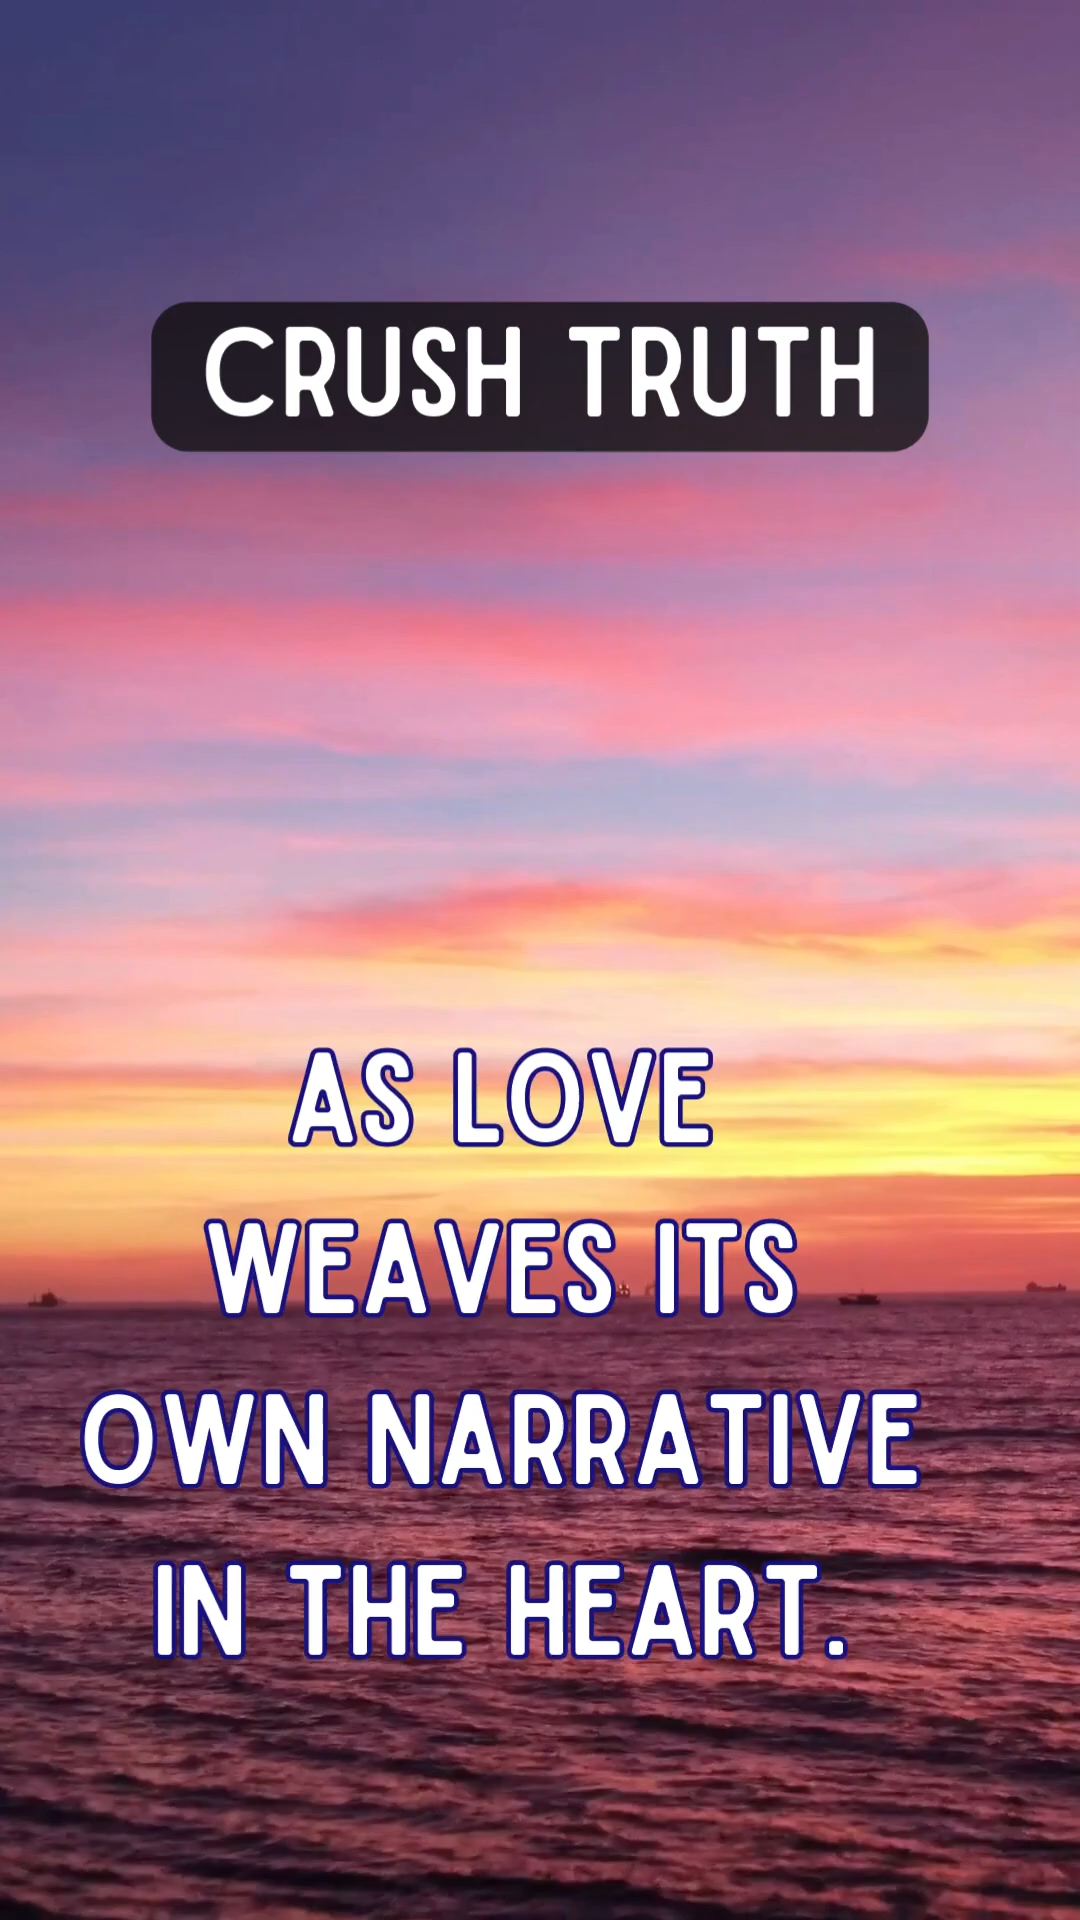 CRUSH TRUTH
AS LOVE
WEAVES ITS
OWN NARRATIVE
IN THE HEART.